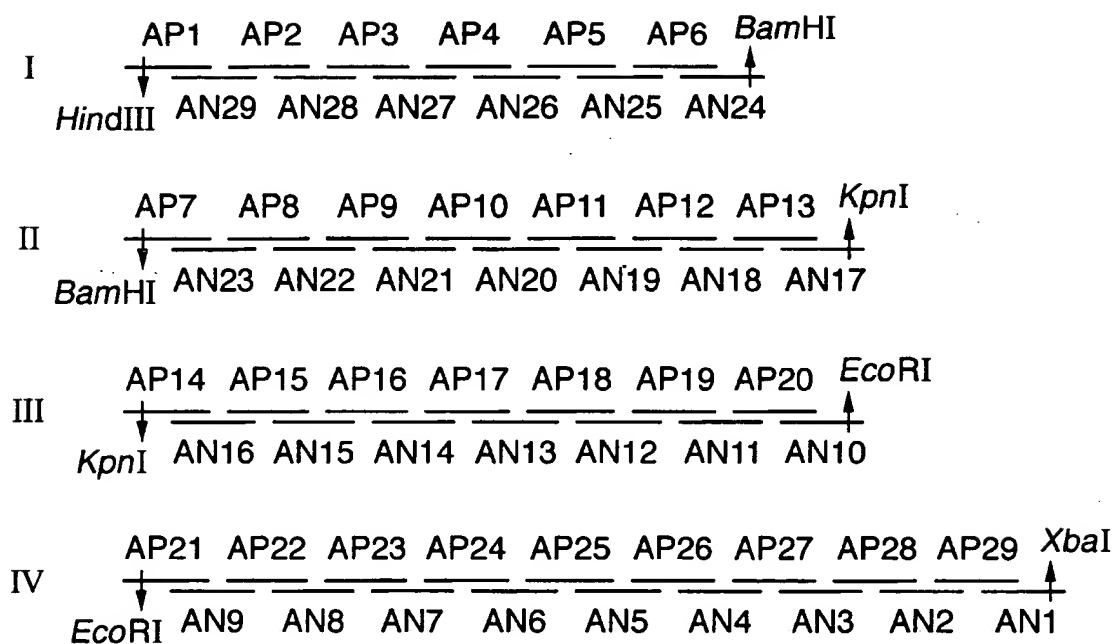 AP1 AP2 AP3 AP4 AP5 AP6 BamHI
I
HindIII AN29 AN28 AN27 AN26 AN25 AN24
AP7 AP8 AP9 AP10 AP11 AP12 AP13 KpnI
II
BamHI AN23 AN22 AN21 AN20 AN19 AN18 AN17
AP14 AP15 AP16 AP17 AP18 AP19 AP20 EcoRI
III
KpnI AN16 AN15 AN14 AN13 AN12 AN11 AN10
AP21 AP22 AP23 AP24 AP25 AP26 AP27 AP28 AP29 XbaI
IV
EcoRI AN9 AN8 AN7 AN6 AN5 AN4 AN3 AN2 AN1